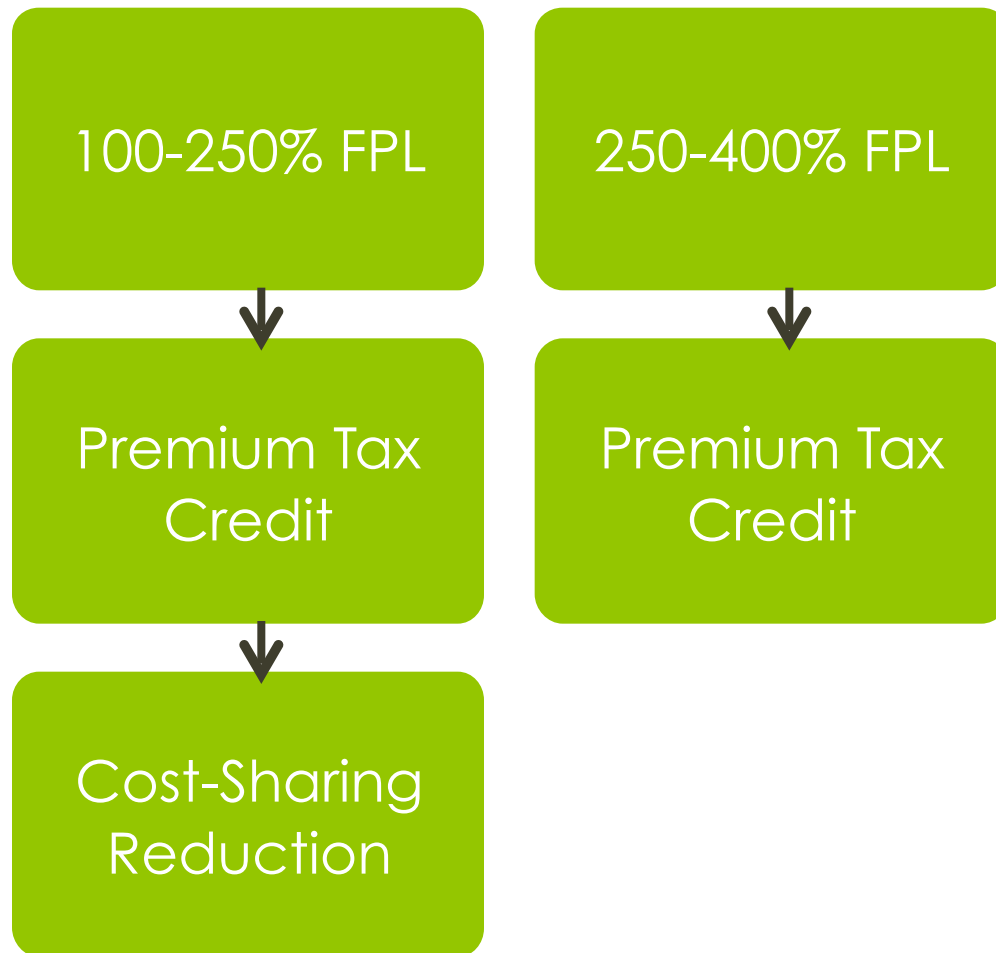 100-250% FPL
250-400% FPL
Premium Tax
Credit
Premium Tax
Credit
Cost-Sharing
Reduction